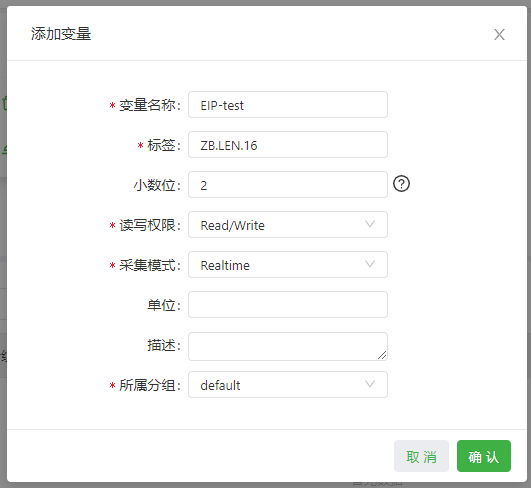 添加变量
* 变量名称： EIP-test
* 标签： ZB.LEN.16
小数位： 2
* 读写权限： Read/Write
* 采集模式： Realtime
单位：
描述：
* 所属分组： default
取 消 确 认